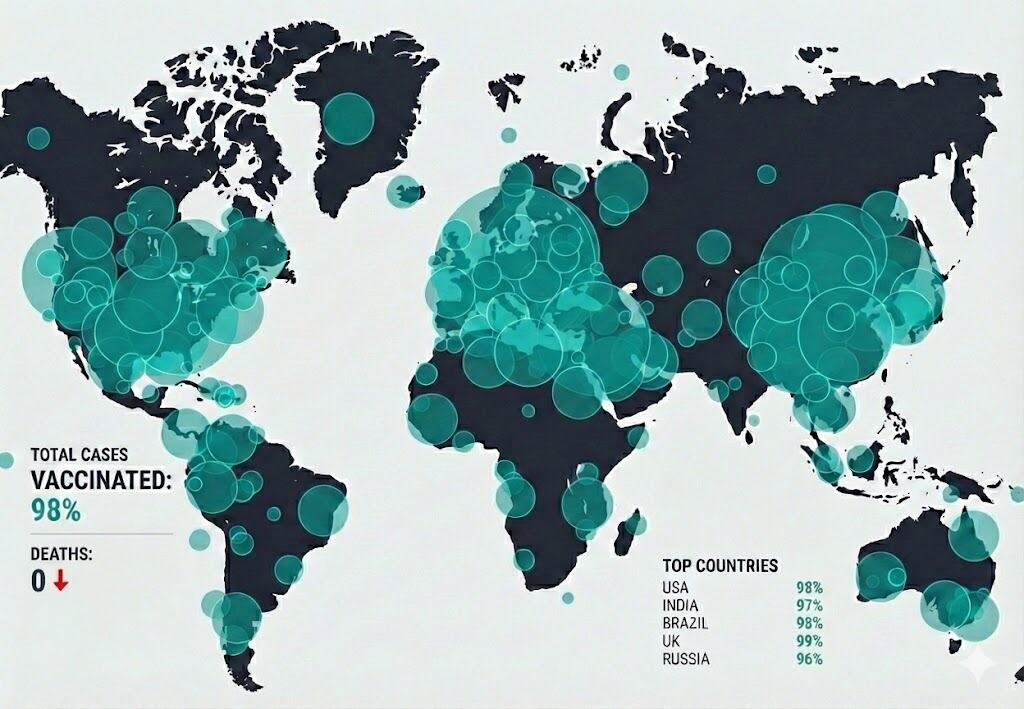 TOTAL CASES
VACCINATED:
98%
DEATHS:
0
TOP COUNTRIES
USA 98%
INDIA 97%
BRAZIL 98%
UK 99%
RUSSIA 96%